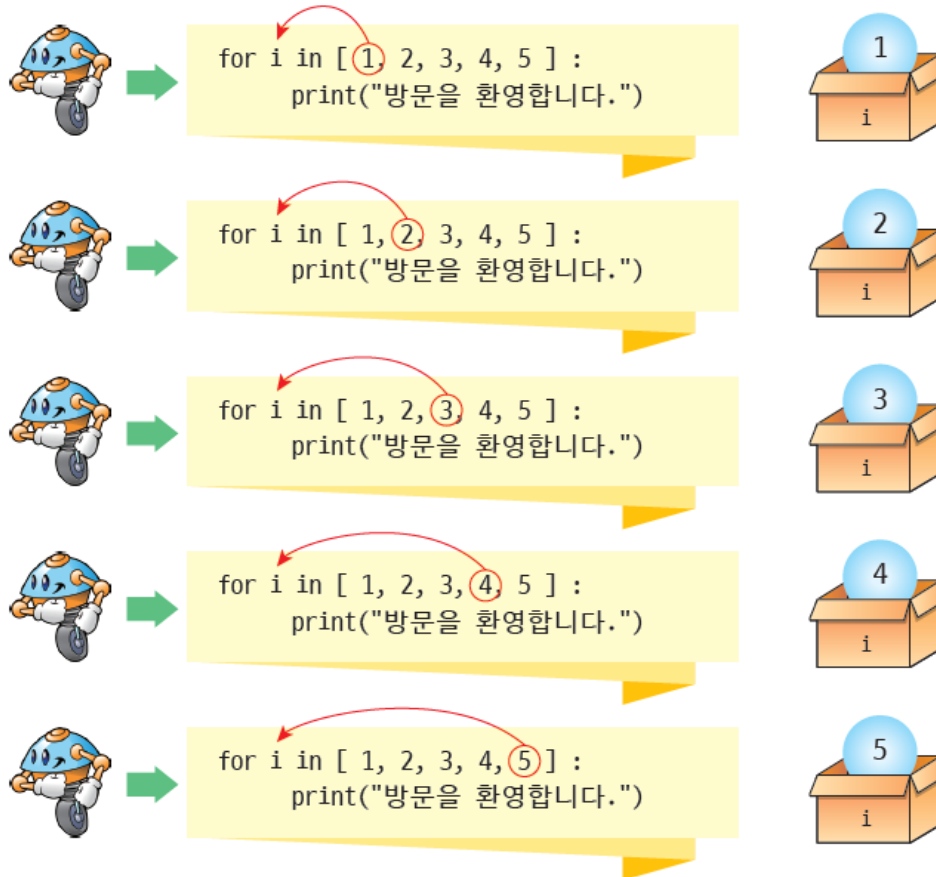 for i in [ 1, 2, 3, 4, 5 ] :
print("방문을 환영합니다.")
1
i
for i in [ 1, 2, 3, 4, 5 ] :
print("방문을 환영합니다.")
2
i
for i in [ 1, 2, 3, 4, 5 ] :
print("방문을 환영합니다.")
3
i
for i in [ 1, 2, 3, 4, 5 ] :
print("방문을 환영합니다.")
4
i
for i in [ 1, 2, 3, 4, 5 ] :
print("방문을 환영합니다.")
5
i